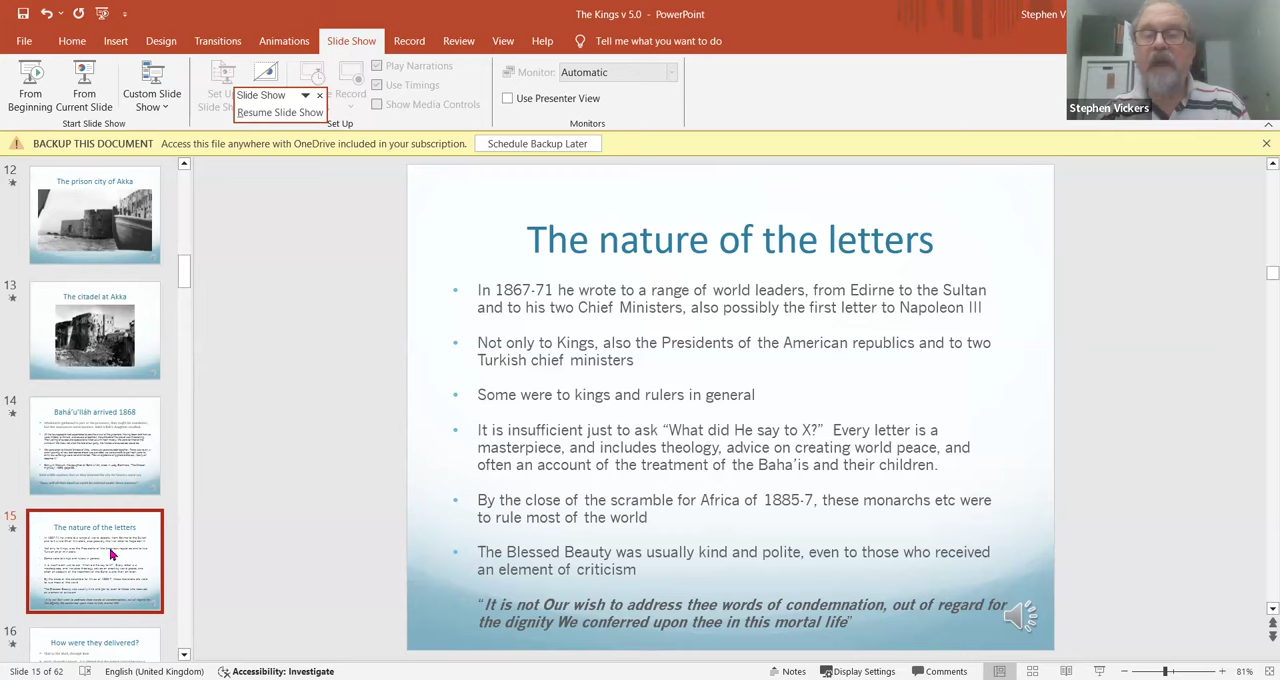 The Kings v 5.0 - PowerPoint
Stephen V
File Home Insert Design Transitions Animations Slide Show Record Review View Help Tell me what you want to do
From Beginning
From Current Slide
Custom Slide Show
Start Slide Show
Slide Show
Resume Slide Show
Record
Play Narrations
Use Timings
Show Media Controls
Set Up
Monitor: Automatic
Use Presenter View
Monitors
Stephen Vickers
BACKUP THIS DOCUMENT Access this file anywhere with OneDrive included in your subscription. Schedule Backup Later
12
The prison city of Akka
13
The citadel at Akka
14
Bahá'u'lláh arrived 1868
15
The nature of the letters
16
How were they delivered?
The nature of the letters
• In 1867-71 he wrote to a range of world leaders, from Edirne to the Sultan
and to his two Chief Ministers, also possibly the first letter to Napoleon III
• Not only to Kings, also the Presidents of the American republics and to two
Turkish chief ministers
• Some were to kings and rulers in general
• It is insufficient just to ask “What did He say to X?”. Every letter is a
masterpiece, and includes theology, advice on creating world peace, and
often an account of the treatment of the Baha’is and their children.
• By the close of the scramble for Africa of 1885-7, these monarchs etc were
to rule most of the world
• The Blessed Beauty was usually kind and polite, even to those who received
an element of criticism
“It is not Our wish to address thee words of condemnation, out of regard for
the dignity We conferred upon thee in this mortal life”
Slide 15 of 62 English (United Kingdom) Accessibility: Investigate Notes Display Settings Comments 81%